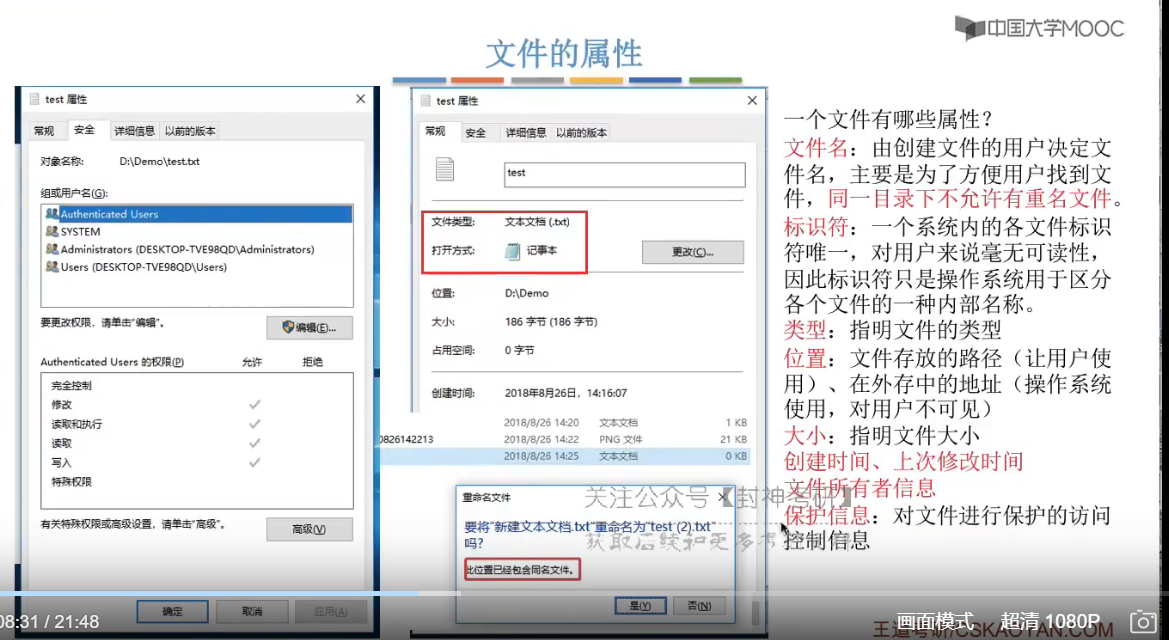 中国大学MOOC
文件的属性
test 属性
常规 安全 详细信息 以前的版本
对象名称: D:\Demo\test.txt
组或用户名(G):
Authenticated Users
SYSTEM
Administrators (DESKTOP-TVE98QD\Administrators)
Users (DESKTOP-TVE98QD\Users)
要更改权限，请单击"编辑"。
编辑(E)...
Authenticated Users 的权限(P) 允许 拒绝
完全控制
修改
读取和执行
读取
写入
特殊权限
有关特殊权限或高级设置，请单击"高级"。
高级(V)
确定 取消 应用(A)
test 属性
常规 安全 详细信息 以前的版本
test
文件类型: 文本文档 (.txt)
打开方式: 记事本
更改(C)...
位置: D:\Demo
大小: 186 字节 (186 字节)
占用空间: 0 字节
创建时间: 2018年8月26日，14:16:07
2018/8/26 14:20 文本文档 1 KB
0826142213 2018/8/26 14:22 PNG 文件 21 KB
2018/8/26 14:25 文本文档 0 KB
重命名文件
要将"新建文本文档.txt"重命名为"test (2).txt"
吗?
此位置已经包含同名文件。
是(Y) 否(N)
一个文件有哪些属性？
文件名：由创建文件的用户决定文
件名，主要是为了方便用户找到文
件，同一目录下不允许有重名文件。
标识符：一个系统内的各文件标识
符唯一，对用户来说毫无可读性，
因此标识符只是操作系统用于区分
各个文件的一种内部名称。
类型：指明文件的类型
位置：文件存放的路径（让用户使
用）、在外存中的地址（操作系统
使用，对用户不可见）
大小：指明文件大小
创建时间、上次修改时间
文件所有者信息
保护信息：对文件进行保护的访问
控制信息
关注公众号【封神考研】
08:31 / 21:48
画面模式 超清 1080P
王道考研/CSKAOYAN.COM